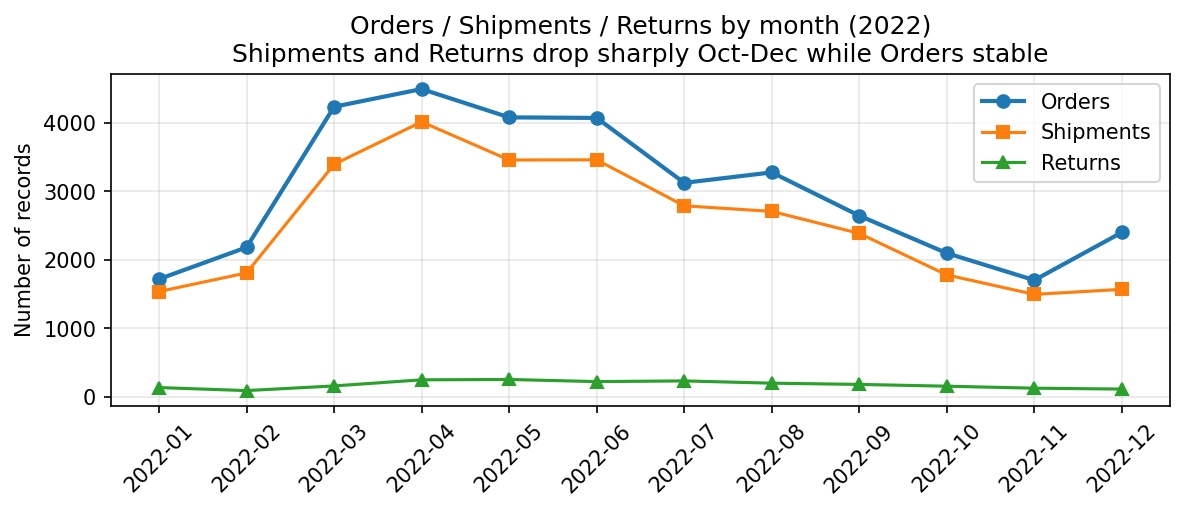 Orders / Shipments / Returns by month (2022)
Shipments and Returns drop sharply Oct-Dec while Orders stable
Number of records
4000
3000
2000
1000
0
Orders
Shipments
Returns
2022-01
2022-02
2022-03
2022-04
2022-05
2022-06
2022-07
2022-08
2022-09
2022-10
2022-11
2022-12